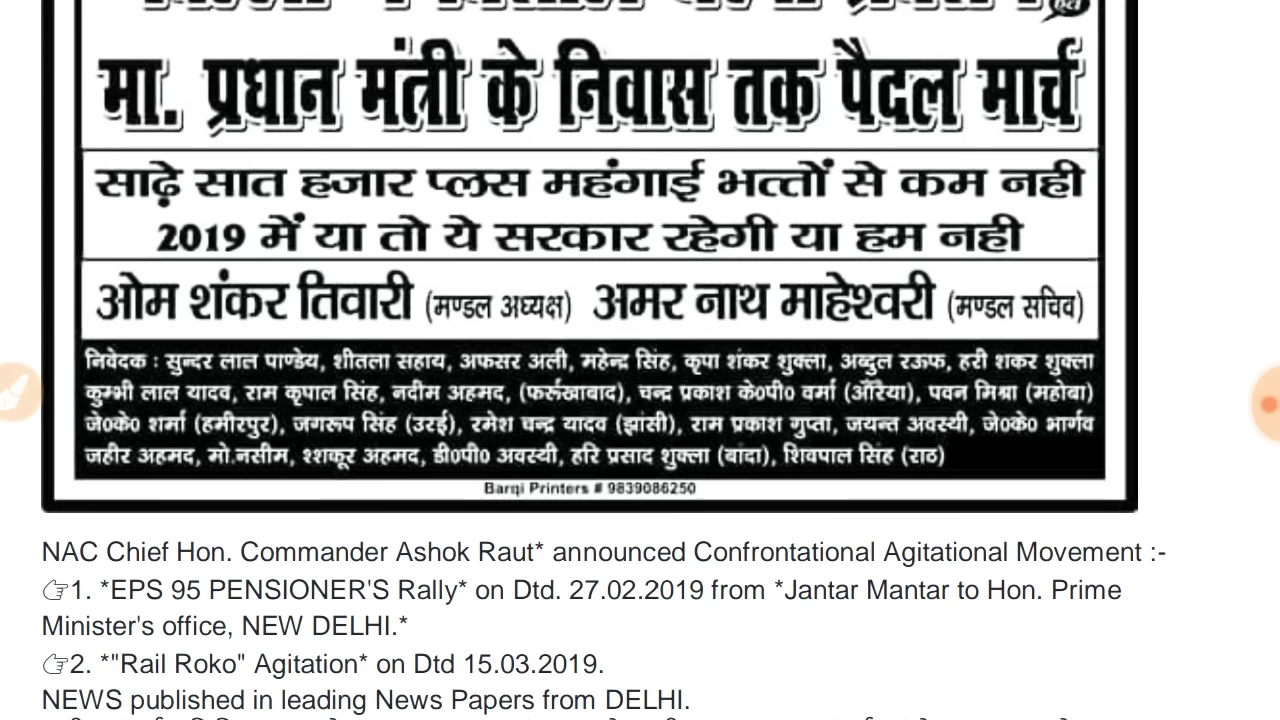 मा. प्रधान मंत्री के निवास तक पैदल मार्च
साढ़े सात हजार प्लस महंगाई भत्तों से कम नही
2019 में या तो ये सरकार रहेगी या हम नही
ओम शंकर तिवारी (मण्डल अध्यक्ष) अमर नाथ माहेश्वरी (मण्डल सचिव)
निवेदक : सुन्दर लाल पाण्डेय, शीतला सहाय, अफसर अली, महेन्द्र सिंह, कृपा शंकर शुक्ला, अब्दुल रऊफ, हरी शकर शुक्ला
कुम्भी लाल यादव, राम कृपाल सिंह, नदीम अहमद, (फर्रूखाबाद), चन्द्र प्रकाश के०पी० वर्मा (औरैया), पवन मिश्रा (महोबा)
जे०के० शर्मा (हमीरपुर), जगरूप सिंह (उरई), रमेश चन्द्र यादव (झांसी), राम प्रकाश गुप्ता, जयन्त अवस्थी, जे०के० भार्गव
जहीर अहमद, मो.नसीम, श्शकूर अहमद, डी०पी० अवस्थी, हरि प्रसाद शुक्ला (बांदा), शिवपाल सिंह (राठ)
Barqi Printers # 9839086250
NAC Chief Hon. Commander Ashok Raut* announced Confrontational Agitational Movement :-
👉1. *EPS 95 PENSIONER'S Rally* on Dtd. 27.02.2019 from *Jantar Mantar to Hon. Prime
Minister's office, NEW DELHI.*
👉2. *"Rail Roko" Agitation* on Dtd 15.03.2019.
NEWS published in leading News Papers from DELHI.